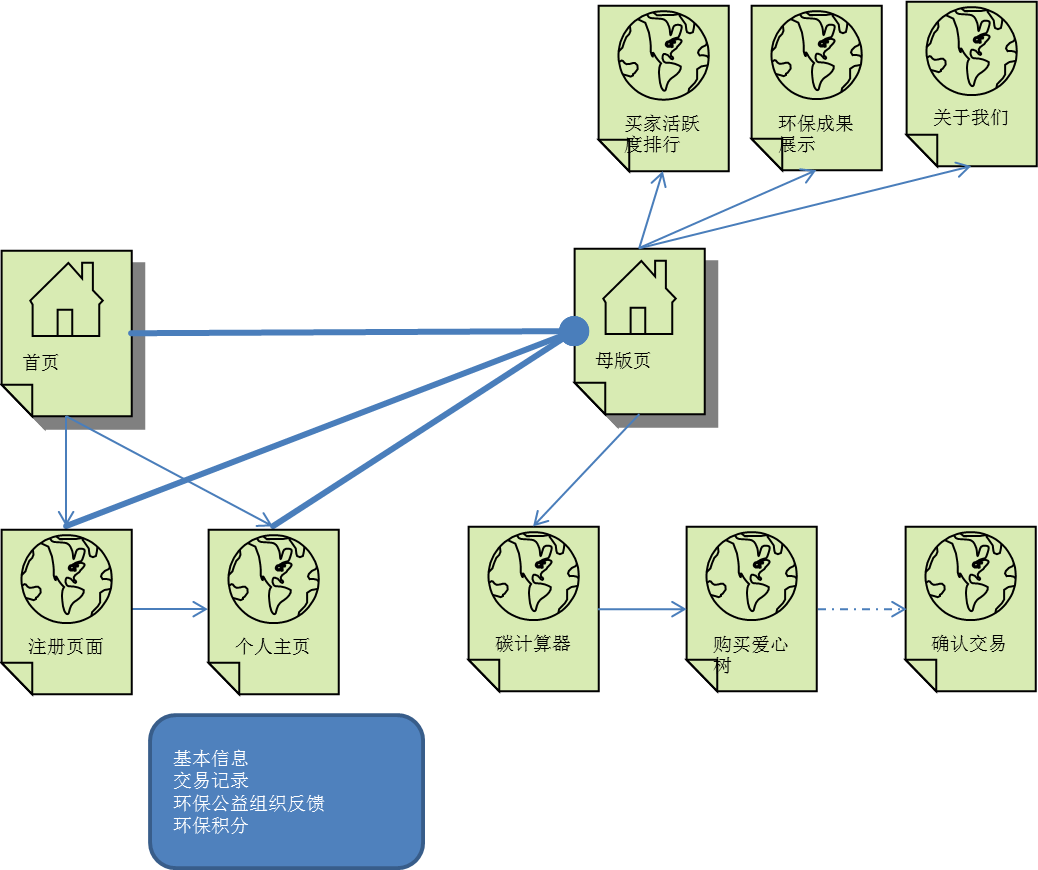 买家活跃
度排行
环保成果
展示
关于我们
首页
母版页
注册页面
个人主页
碳计算器
购买爱心
树
确认交易
基本信息
交易记录
环保公益组织反馈
环保积分